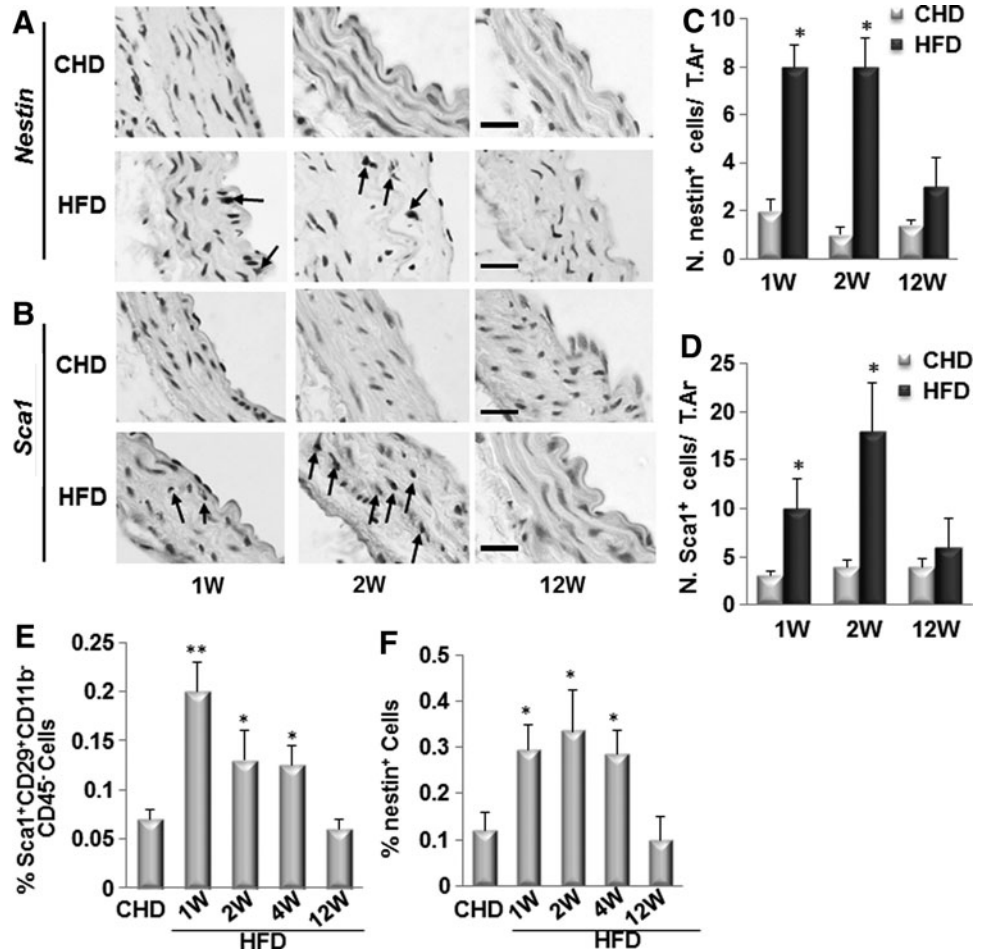 A
Nestin
CHD
HFD
B
Sca1
CHD
HFD
1W 2W 12W
C
CHD
HFD
N. nestin⁺ cells/ T.Ar
10
8
6
4
2
0
* *
1W 2W 12W
D
CHD
HFD
N. Sca1⁺ cells/ T.Ar
25
20
15
10
5
0
* *
1W 2W 12W
E
% Sca1⁺CD29⁺CD11b⁻
CD45⁻ Cells
0.25
0.2
0.15
0.1
0.05
0
** * *
CHD 1W 2W 4W 12W
HFD
F
% nestin⁺ Cells
0.5
0.4
0.3
0.2
0.1
0
* * *
CHD 1W 2W 4W 12W
HFD